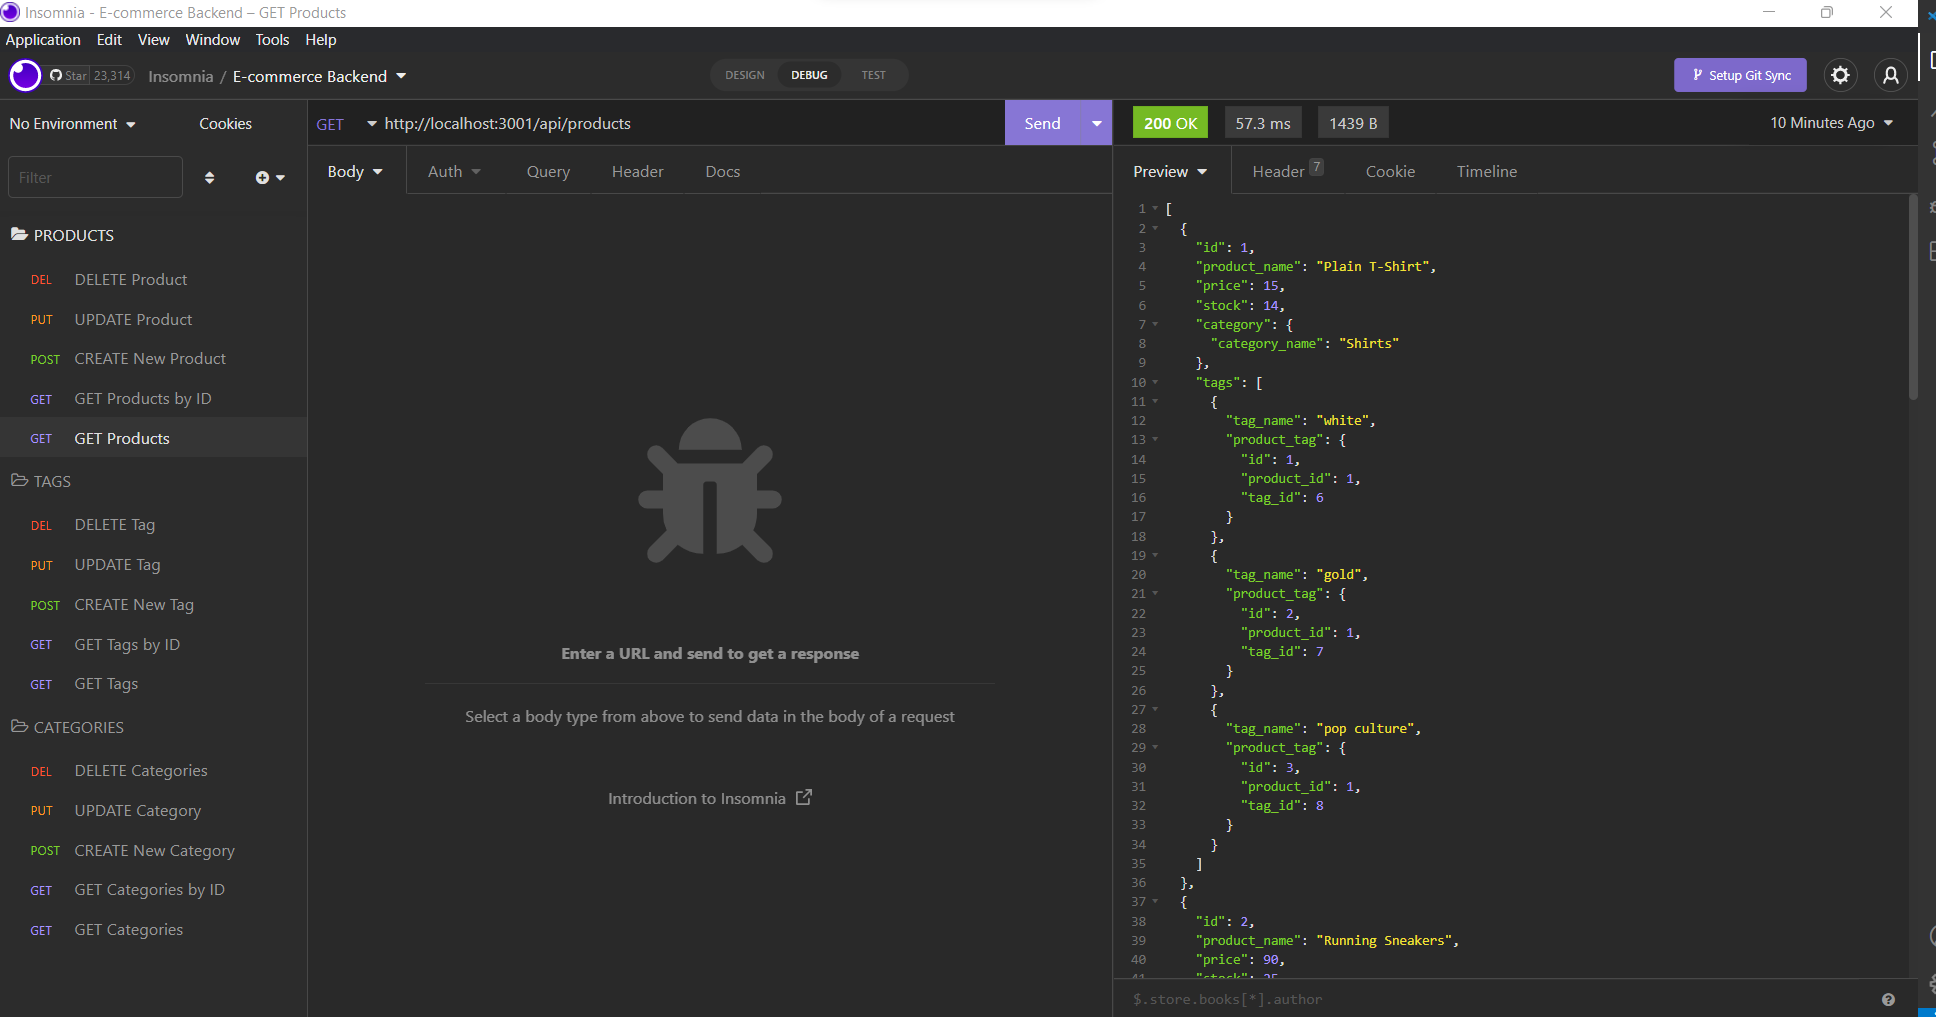 Insomnia - E-commerce Backend – GET Products
Application Edit View Window Tools Help
Star 23,314 Insomnia / E-commerce Backend
DESIGN DEBUG TEST
Setup Git Sync
No Environment Cookies
Filter
PRODUCTS
DEL DELETE Product
PUT UPDATE Product
POST CREATE New Product
GET GET Products by ID
GET GET Products
TAGS
DEL DELETE Tag
PUT UPDATE Tag
POST CREATE New Tag
GET GET Tags by ID
GET GET Tags
CATEGORIES
DEL DELETE Categories
PUT UPDATE Category
POST CREATE New Category
GET GET Categories by ID
GET GET Categories
GET http://localhost:3001/api/products Send
Body Auth Query Header Docs
Enter a URL and send to get a response
Select a body type from above to send data in the body of a request
Introduction to Insomnia
200 OK 57.3 ms 1439 B 10 Minutes Ago
Preview Header 7 Cookie Timeline
1 [
2 {
3 "id": 1,
4 "product_name": "Plain T-Shirt",
5 "price": 15,
6 "stock": 14,
7 "category": {
8 "category_name": "Shirts"
9 },
10 "tags": [
11 {
12 "tag_name": "white",
13 "product_tag": {
14 "id": 1,
15 "product_id": 1,
16 "tag_id": 6
17 }
18 },
19 {
20 "tag_name": "gold",
21 "product_tag": {
22 "id": 2,
23 "product_id": 1,
24 "tag_id": 7
25 }
26 },
27 {
28 "tag_name": "pop culture",
29 "product_tag": {
30 "id": 3,
31 "product_id": 1,
32 "tag_id": 8
33 }
34 }
35 ]
36 },
37 {
38 "id": 2,
39 "product_name": "Running Sneakers",
40 "price": 90,
41 "stock": 25
$.store.books[*].author